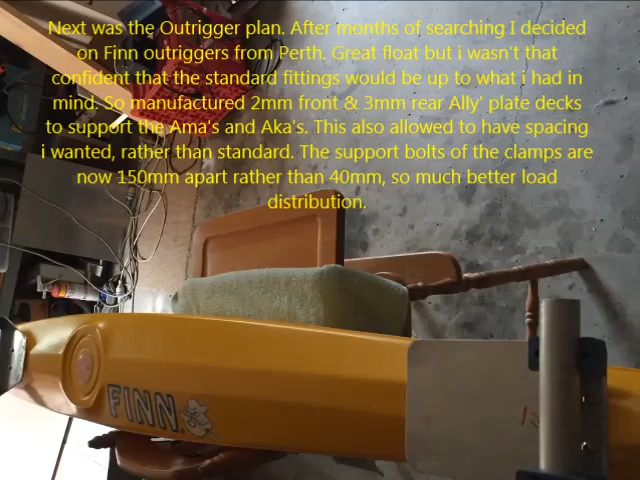 Next was the Outrigger plan. After months of searching I decided
on Finn outriggers from Perth. Great float but i wasn't that
confident that the standard fittings would be up to what i had in
mind. So manufactured 2mm front & 3mm rear Ally' plate decks
to support the Ama's and Aka's. This also allowed to have spacing
i wanted, rather than standard. The support bolts of the clamps are
now 150mm apart rather than 40mm, so much better load
distribution.
FINN